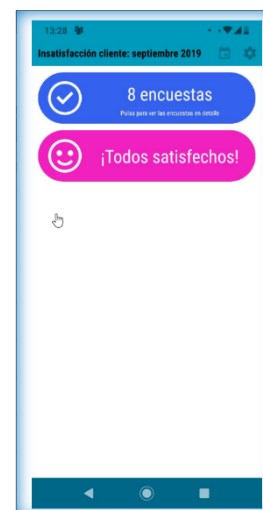 13:28
Insatisfacción cliente: septiembre 2019
8 encuestas
Pulsa para ver las encuestas en detalle
¡Todos satisfechos!